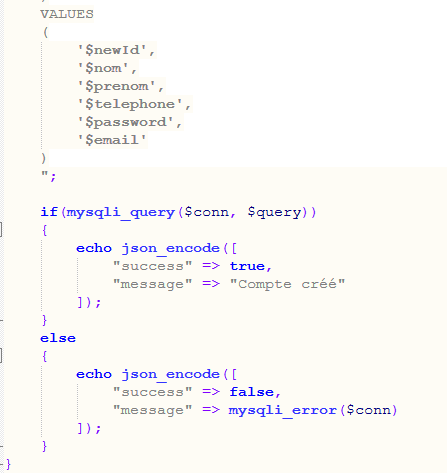 VALUES
(
'$newId',
'$nom',
'$prenom',
'$telephone',
'$password',
'$email'
)
";
if(mysqli_query($conn, $query))
{
echo json_encode([
"success" => true,
"message" => "Compte créé"
]);
}
else
{
echo json_encode([
"success" => false,
"message" => mysqli_error($conn)
]);
}
}